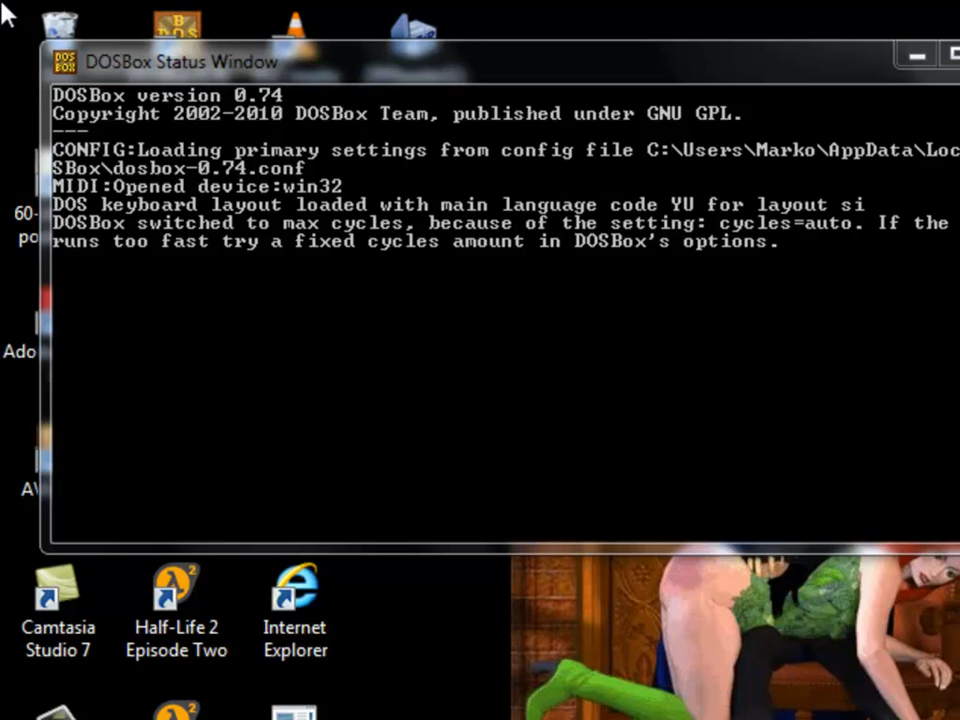 DOSBox Status Window
DOSBox version 0.74
Copyright 2002-2010 DOSBox Team, published under GNU GPL.
---
CONFIG:Loading primary settings from config file C:\Users\Marko\AppData\Loc
SBox\dosbox-0.74.conf
MIDI:Opened device:win32
DOS keyboard layout loaded with main language code YU for layout si
DOSBox switched to max cycles, because of the setting: cycles=auto. If the
runs too fast try a fixed cycles amount in DOSBox's options.
60-
po
Ado
AV
Camtasia
Studio 7
Half-Life 2
Episode Two
Internet
Explorer